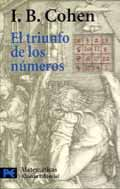 I. B. Cohen
El triunfo
de los
números
Matemáticas
Alianza Editorial